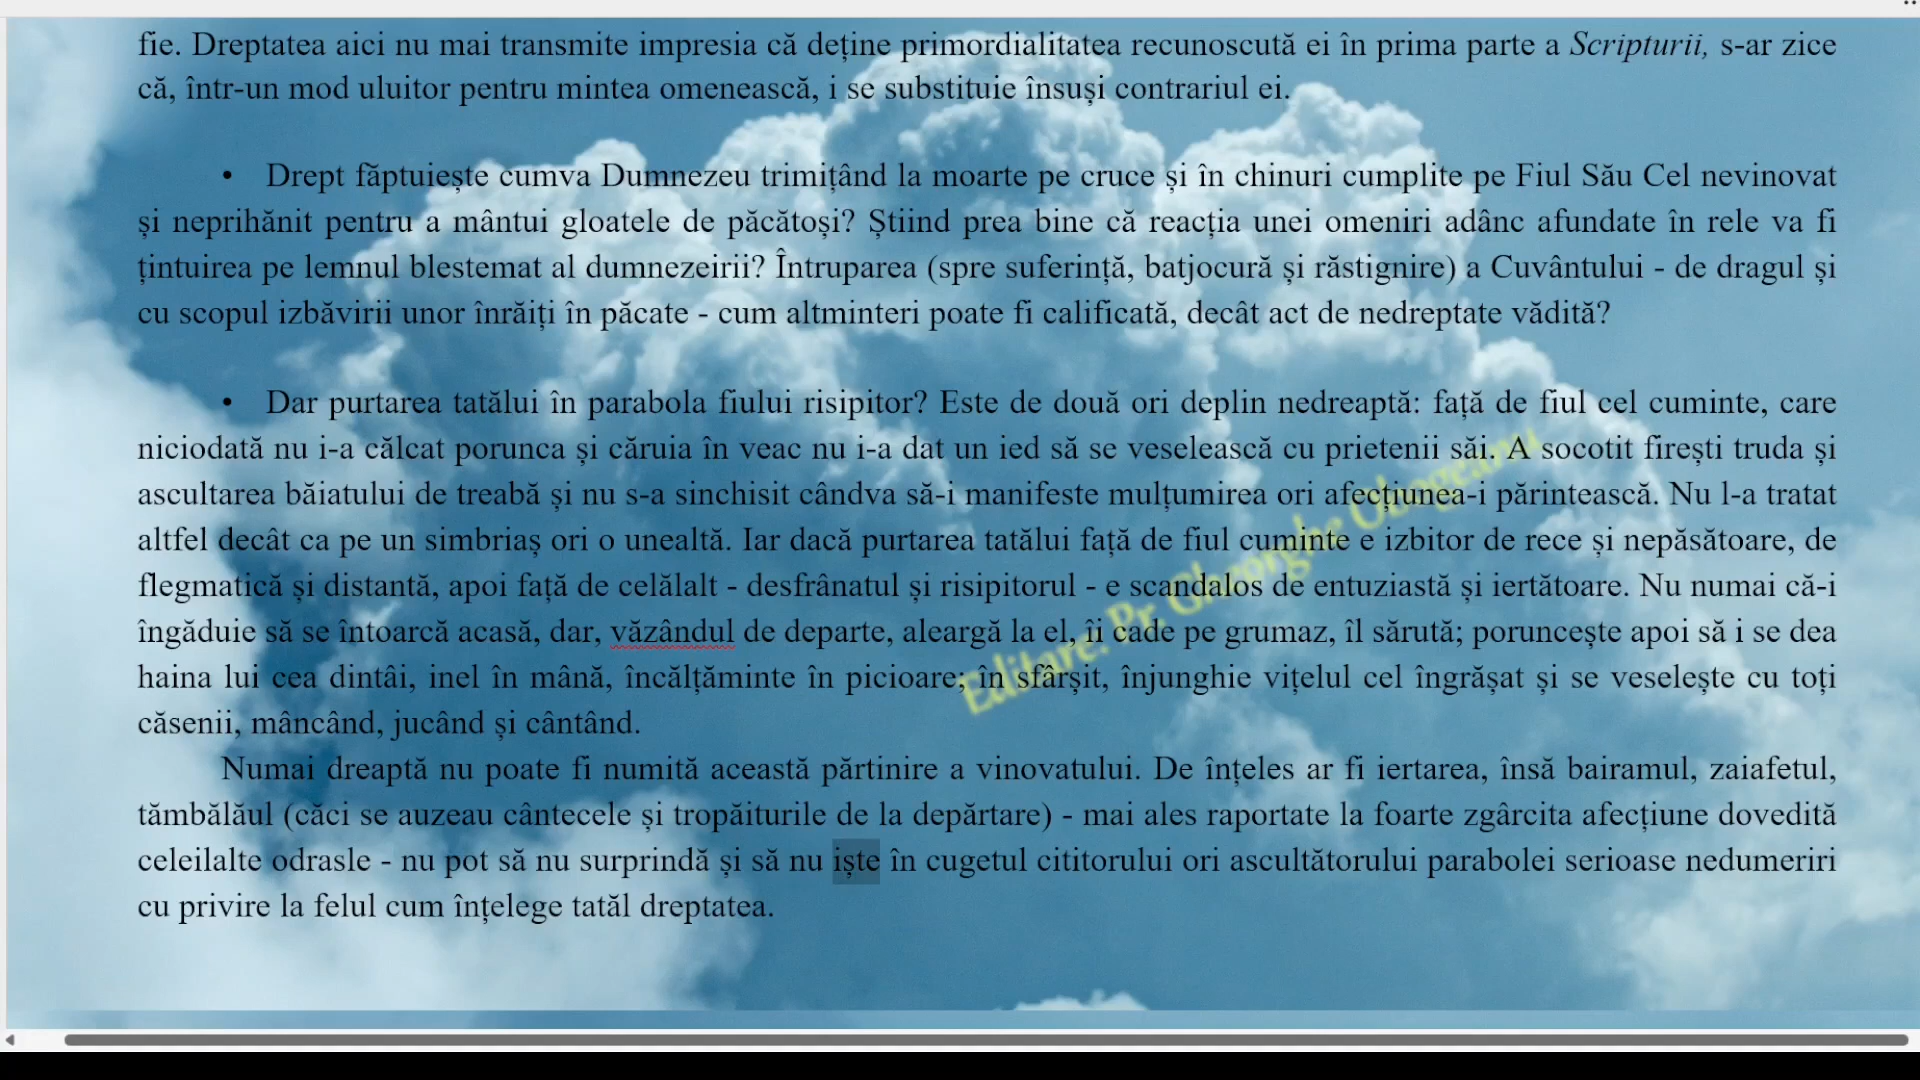 fie. Dreptatea aici nu mai transmite impresia că deține primordialitatea recunoscută ei în prima parte a Scripturii, s-ar zice
că, într-un mod uluitor pentru mintea omenească, i se substituie însuși contrariul ei.
• Drept făptuiește cumva Dumnezeu trimițând la moarte pe cruce și în chinuri cumplite pe Fiul Său Cel nevinovat
și neprihănit pentru a mântui gloatele de păcătoși? Știind prea bine că reacția unei omeniri adânc afundate în rele va fi
țintuirea pe lemnul blestemat al dumnezeirii? Întruparea (spre suferință, batjocură și răstignire) a Cuvântului - de dragul și
cu scopul izbăvirii unor înrăiți în păcate - cum altminteri poate fi calificată, decât act de nedreptate vădită?
• Dar purtarea tatălui în parabola fiului risipitor? Este de două ori deplin nedreaptă: față de fiul cel cuminte, care
niciodată nu i-a călcat porunca și căruia în veac nu i-a dat un ied să se veselească cu prietenii săi. A socotit firești truda și
ascultarea băiatului de treabă și nu s-a sinchisit cândva să-i manifeste mulțumirea ori afecțiunea-i părintească. Nu l-a tratat
altfel decât ca pe un simbriaș ori o unealtă. Iar dacă purtarea tatălui față de fiul cuminte e izbitor de rece și nepăsătoare, de
flegmatică și distantă, apoi față de celălalt - desfrânatul și risipitorul - e scandalos de entuziastă și iertătoare. Nu numai că-i
îngăduie să se întoarcă acasă, dar, văzândul de departe, aleargă la el, îi cade pe grumaz, îl sărută; poruncește apoi să i se dea
haina lui cea dintâi, inel în mână, încălțăminte în picioare; în sfârșit, înjunghie vițelul cel îngrășat și se veselește cu toți
căsenii, mâncând, jucând și cântând.
Numai dreaptă nu poate fi numită această părtinire a vinovatului. De înțeles ar fi iertarea, însă bairamul, zaiafetul,
tămbălăul (căci se auzeau cântecele și tropăiturile de la depărtare) - mai ales raportate la foarte zgârcita afecțiune dovedită
celeilalte odrasle - nu pot să nu surprindă și să nu iște în cugetul cititorului ori ascultătorului parabolei serioase nedumeriri
cu privire la felul cum înțelege tatăl dreptatea.
Editare: Pr. Gheorghe Obogeanu